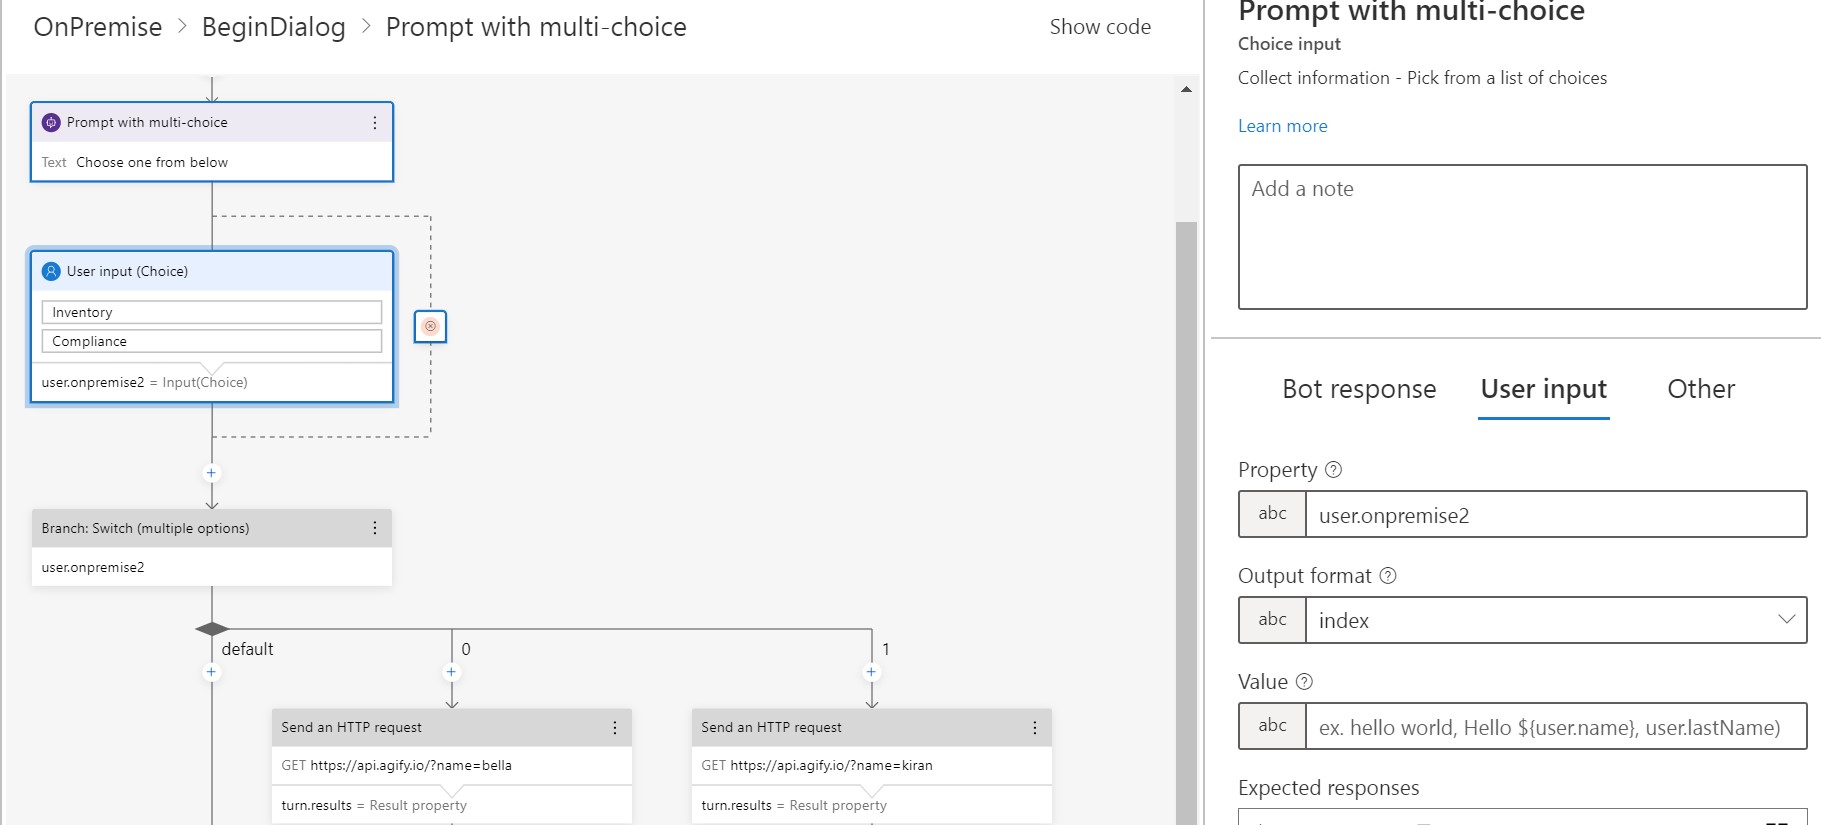 OnPremise > BeginDialog > Prompt with multi-choice
Show code
Prompt with multi-choice
Text Choose one from below
User input (Choice)
Inventory
Compliance
user.onpremise2 = Input(Choice)
Branch: Switch (multiple options)
user.onpremise2
default
0
1
Send an HTTP request
GET https://api.agify.io/?name=bella
turn.results = Result property
Send an HTTP request
GET https://api.agify.io/?name=kiran
turn.results = Result property
Prompt with multi-choice
Choice input
Collect information - Pick from a list of choices
Learn more
Add a note
Bot response User input Other
Property
abc user.onpremise2
Output format
abc index
Value
abc ex. hello world, Hello ${user.name}, user.lastName)
Expected responses